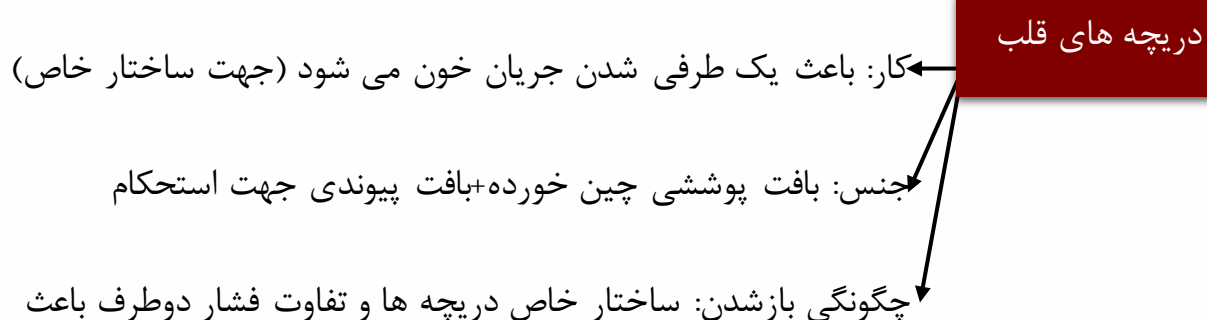 دریچه های قلب
کار: باعث یک طرفی شدن جریان خون می شود (جهت ساختار خاص)
جنس: بافت پوششی چین خورده+بافت پیوندی جهت استحکام
چگونگی بازشدن: ساختار خاص دریچه ها و تفاوت فشار دوطرف باعث